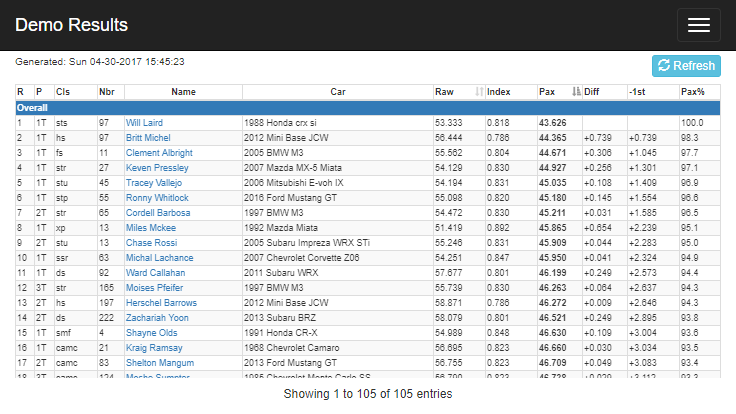 Demo Results
Generated: Sun 04-30-2017 15:45:23
Refresh
R P Cls Nbr Name Car Raw Index Pax Diff -1st Pax%
Overall
1 1T sts 97 Will Laird 1988 Honda crx si 53.333 0.818 43.626 100.0
2 1T hs 97 Britt Michel 2012 Mini Base JCW 56.444 0.786 44.365 +0.739 +0.739 98.3
3 1T fs 11 Clement Albright 2005 BMW M3 55.562 0.804 44.671 +0.306 +1.045 97.7
4 1T str 27 Keven Pressley 2007 Mazda MX-5 Miata 54.129 0.830 44.927 +0.256 +1.301 97.1
5 1T stu 45 Tracey Vallejo 2006 Mitsubishi E-voh IX 54.194 0.831 45.035 +0.108 +1.409 96.9
6 1T stp 55 Ronny Whitlock 2016 Ford Mustang GT 55.098 0.820 45.180 +0.145 +1.554 96.6
7 2T str 65 Cordell Barbosa 1997 BMW M3 54.472 0.830 45.211 +0.031 +1.585 96.5
8 1T xp 13 Miles Mckee 1992 Mazda Miata 51.419 0.892 45.865 +0.654 +2.239 95.1
9 2T stu 13 Chase Rossi 2005 Subaru Impreza WRX STi 55.246 0.831 45.909 +0.044 +2.283 95.0
10 1T ssr 63 Michal Lachance 2007 Chevrolet Corvette Z06 54.251 0.847 45.950 +0.041 +2.324 94.9
11 1T ds 92 Ward Callahan 2011 Subaru WRX 57.677 0.801 46.199 +0.249 +2.573 94.4
12 3T str 165 Moises Pfeifer 1997 BMW M3 55.739 0.830 46.263 +0.064 +2.637 94.3
13 2T hs 197 Herschel Barrows 2012 Mini Base JCW 58.871 0.786 46.272 +0.009 +2.646 94.3
14 2T ds 222 Zachariah Yoon 2013 Subaru BRZ 58.079 0.801 46.521 +0.249 +2.895 93.8
15 1T smf 4 Shayne Olds 1991 Honda CR-X 54.989 0.848 46.630 +0.109 +3.004 93.6
16 1T camc 21 Kraig Ramsay 1968 Chevrolet Camaro 56.695 0.823 46.660 +0.030 +3.034 93.5
17 2T camc 83 Shelton Mangum 2013 Ford Mustang GT 56.755 0.823 46.709 +0.049 +3.083 93.4
Showing 1 to 105 of 105 entries